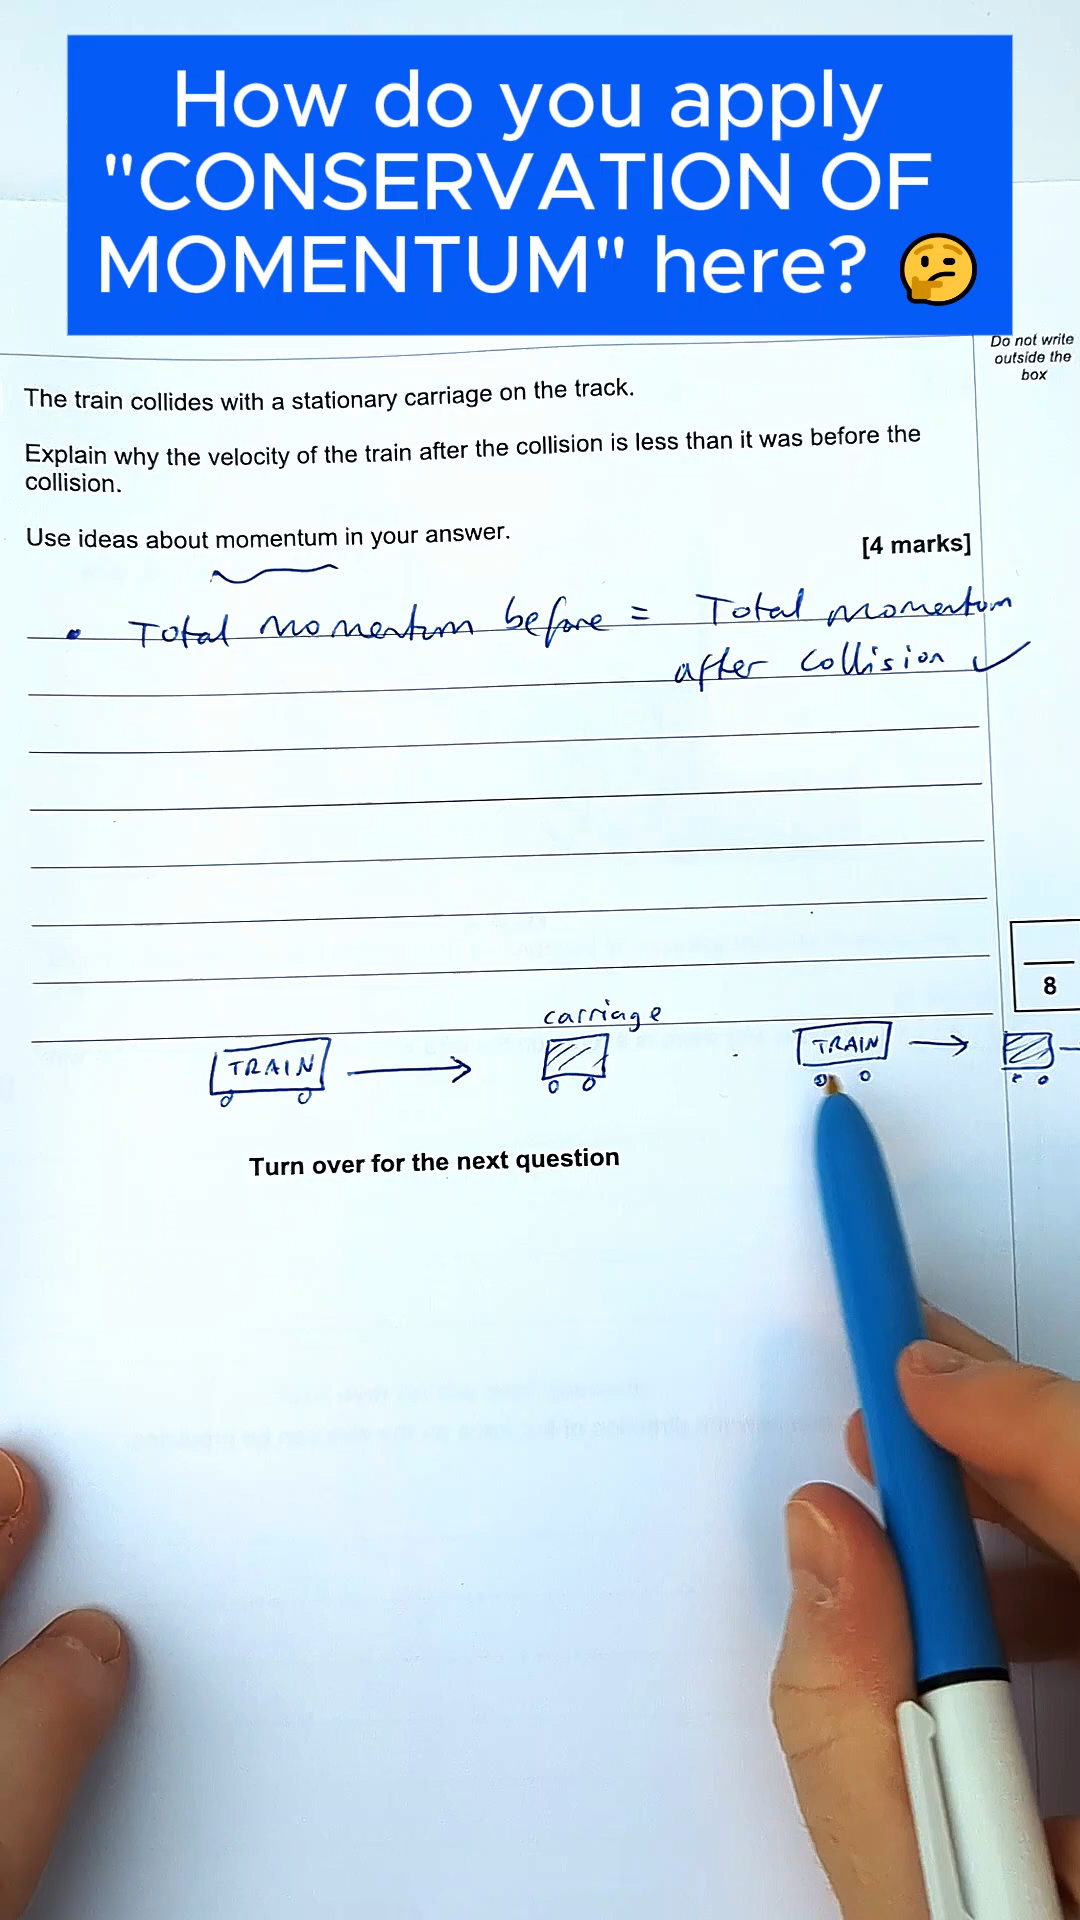 How do you apply
"CONSERVATION OF
MOMENTUM" here? 🤔
Do not write
outside the
box
The train collides with a stationary carriage on the track.
Explain why the velocity of the train after the collision is less than it was before the
collision.
Use ideas about momentum in your answer.
[4 marks]
• Total momentum before = Total momentum
after collision ✓
8
carriage
TRAIN
TRAIN
Turn over for the next question